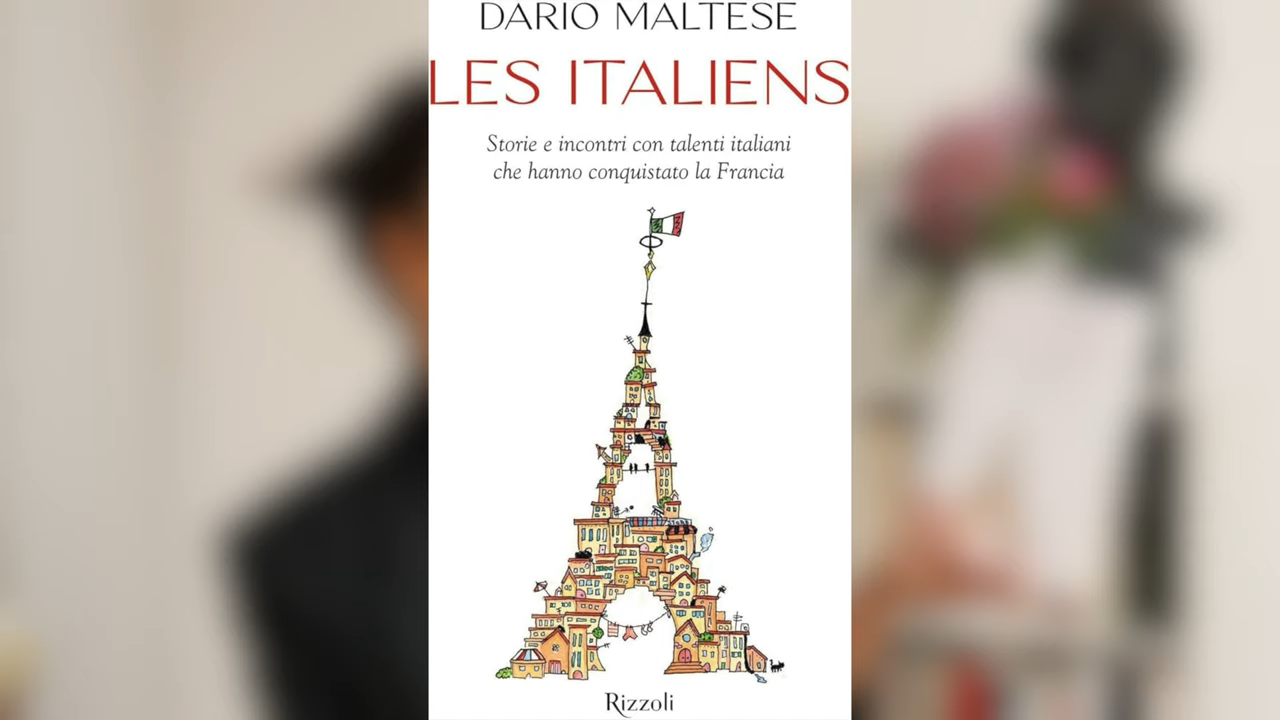 DARIO MALTESE
LES ITALIENS
Storie e incontri con talenti italiani
che hanno conquistato la Francia
Rizzoli